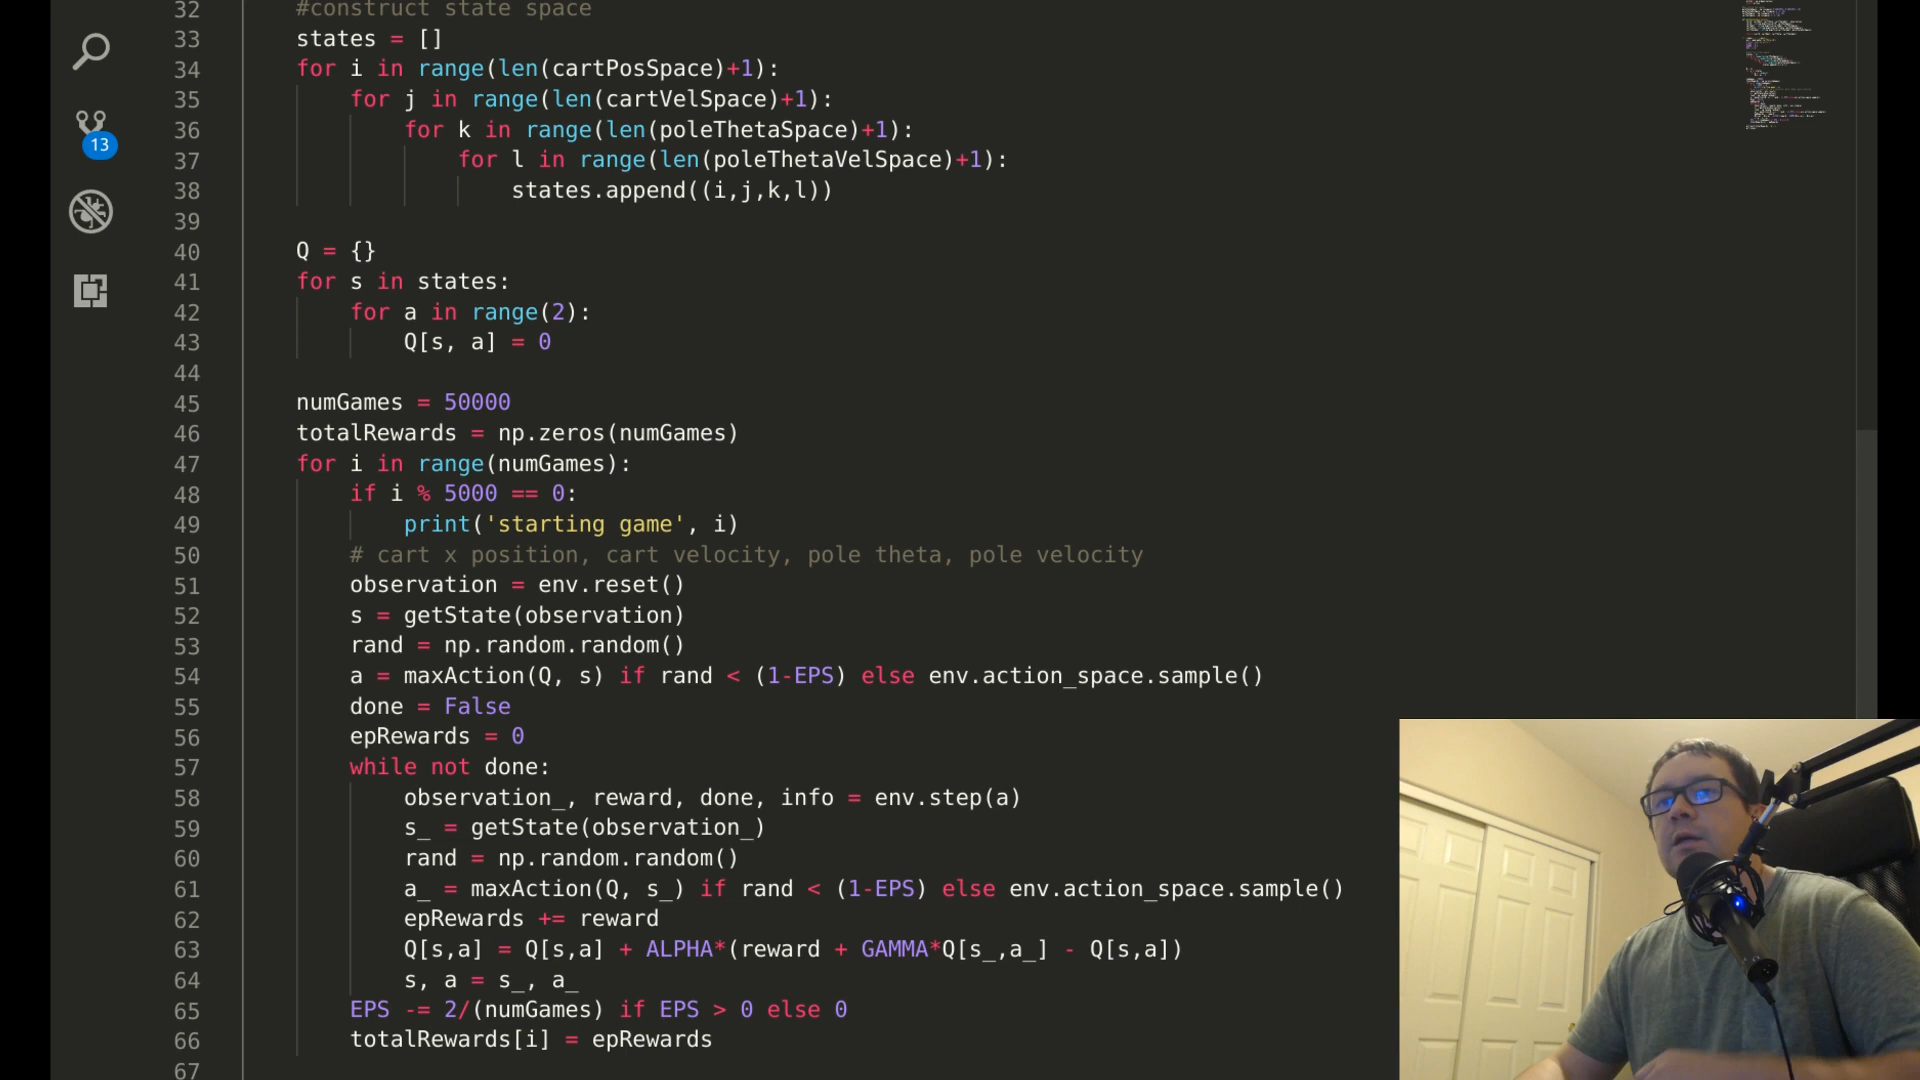 32 #construct state space
33 states = []
34 for i in range(len(cartPosSpace)+1):
35 for j in range(len(cartVelSpace)+1):
36 for k in range(len(poleThetaSpace)+1):
37 for l in range(len(poleThetaVelSpace)+1):
38 states.append((i,j,k,l))
39
40 Q = {}
41 for s in states:
42 for a in range(2):
43 Q[s, a] = 0
44
45 numGames = 50000
46 totalRewards = np.zeros(numGames)
47 for i in range(numGames):
48 if i % 5000 == 0:
49 print('starting game', i)
50 # cart x position, cart velocity, pole theta, pole velocity
51 observation = env.reset()
52 s = getState(observation)
53 rand = np.random.random()
54 a = maxAction(Q, s) if rand < (1-EPS) else env.action_space.sample()
55 done = False
56 epRewards = 0
57 while not done:
58 observation_, reward, done, info = env.step(a)
59 s_ = getState(observation_)
60 rand = np.random.random()
61 a_ = maxAction(Q, s_) if rand < (1-EPS) else env.action_space.sample()
62 epRewards += reward
63 Q[s,a] = Q[s,a] + ALPHA*(reward + GAMMA*Q[s_,a_] - Q[s,a])
64 s, a = s_, a_
65 EPS -= 2/(numGames) if EPS > 0 else 0
66 totalRewards[i] = epRewards
67
13